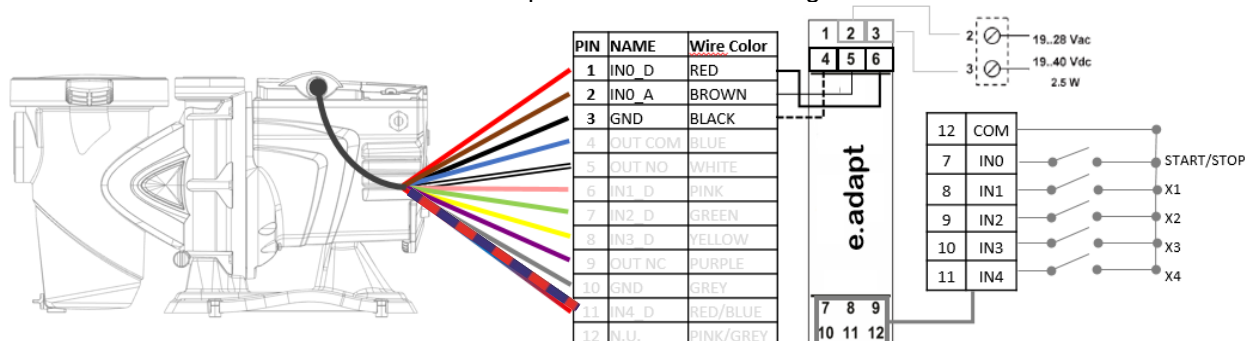 PIN NAME Wire Color
1 IN0_D RED
2 IN0_A BROWN
3 GND BLACK
4 OUT COM BLUE
5 OUT NO WHITE
6 IN1_D PINK
7 IN2_D GREEN
8 IN3_D YELLOW
9 OUT NC PURPLE
10 GND GREY
11 IN4_D RED/BLUE
12 N.U. PINK/GREY
1 2 3
4 5 6
e.adapt
7 8 9
10 11 12
2 19..28 Vac
3 19..40 Vdc
2.5 W
12 COM
7 IN0 START/STOP
8 IN1 X1
9 IN2 X2
10 IN3 X3
11 IN4 X4